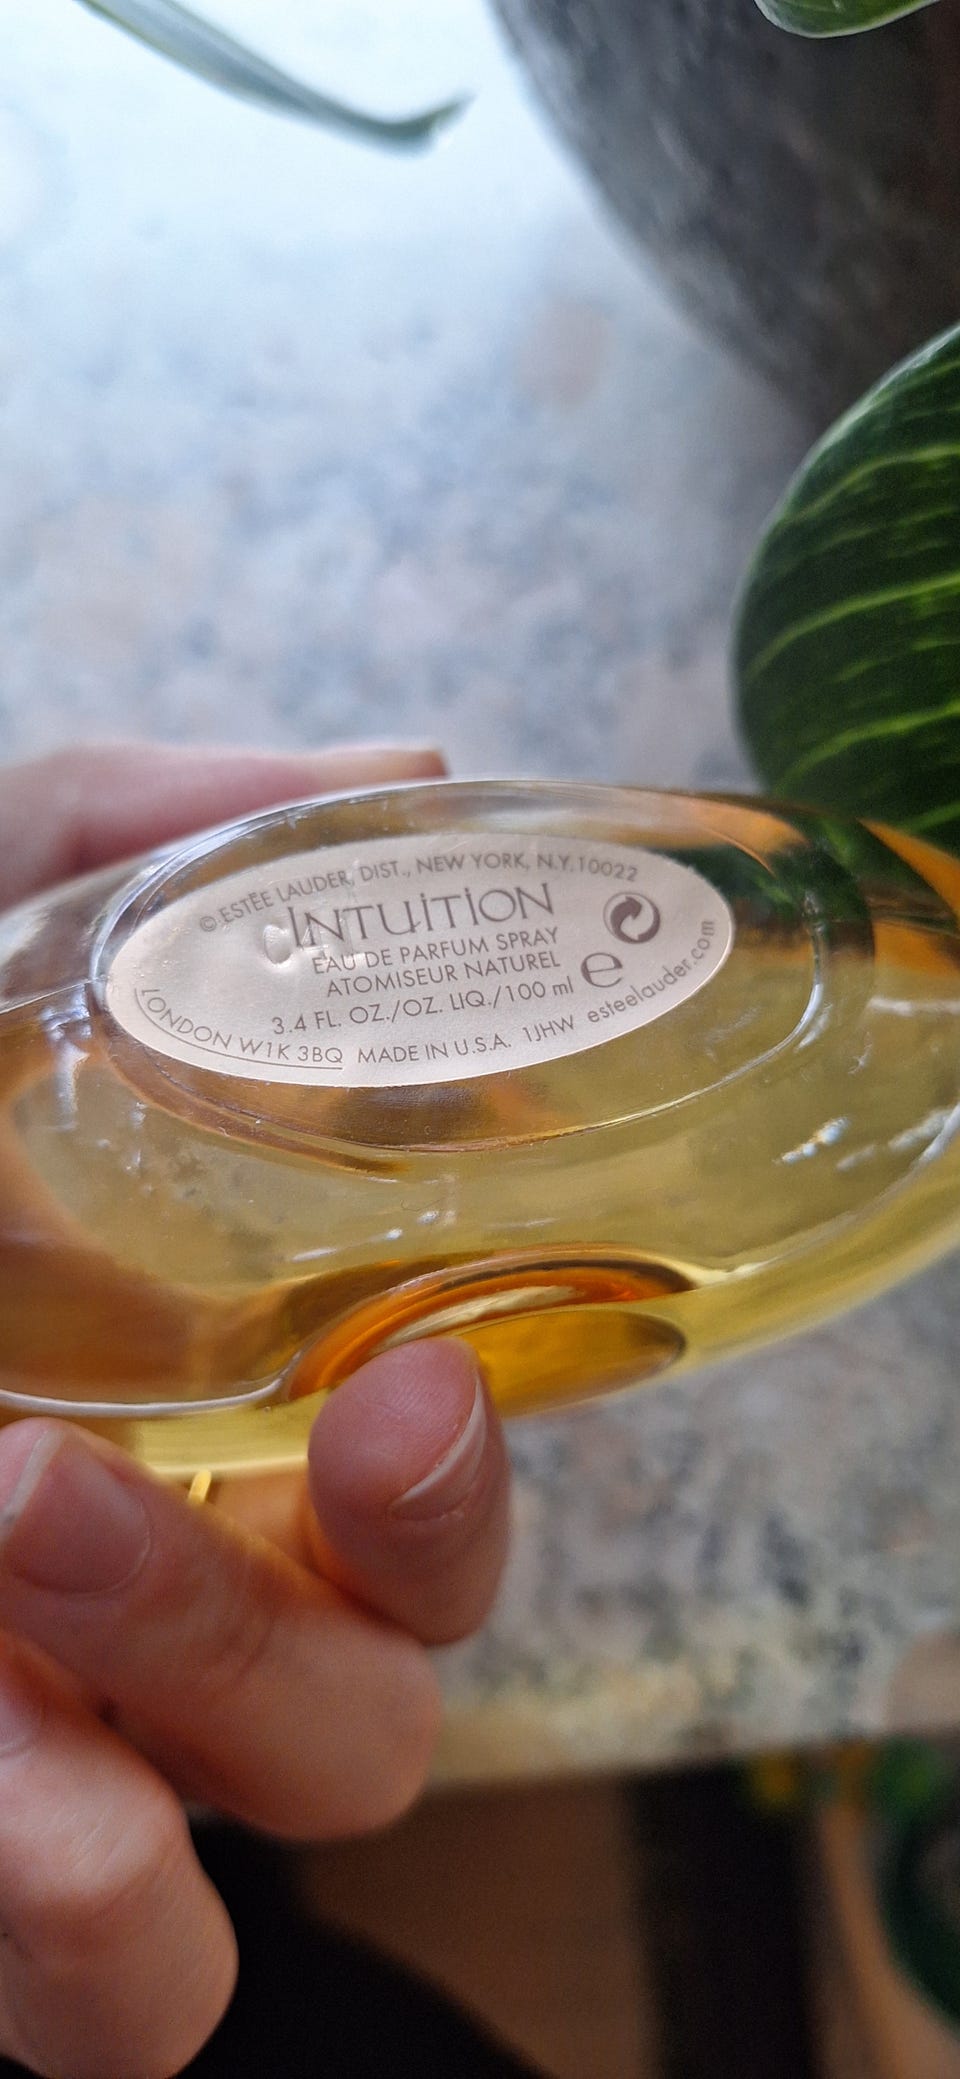 © ESTĒE LAUDER, DIST., NEW YORK, N.Y.10022
INTUITION
EAU DE PARFUM SPRAY
ATOMISEUR NATUREL
3.4 FL. OZ./OZ. LIQ./100 ml e
LONDON W1K 3BQ MADE IN U.S.A. 1JHW esteelauder.com